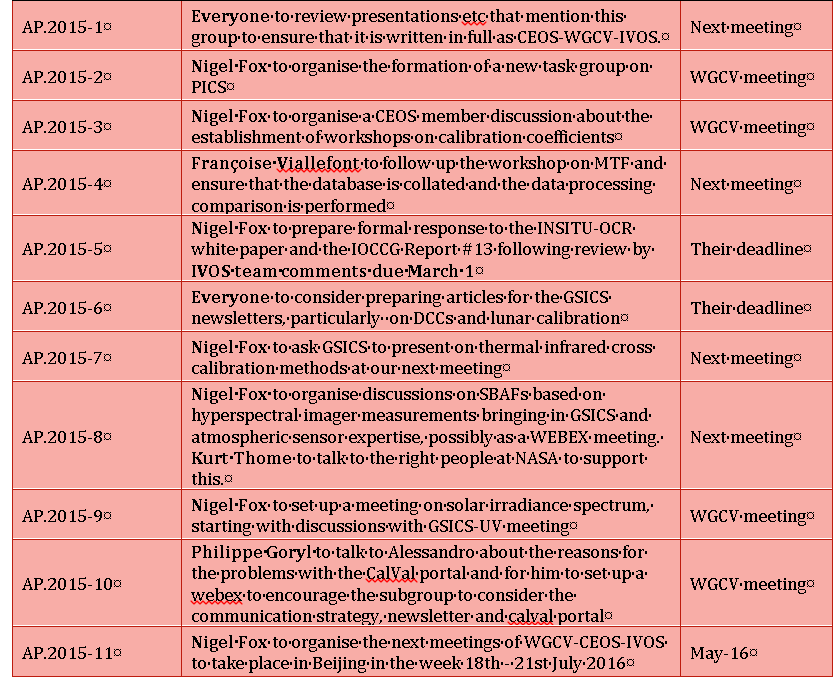 AP.2015-1
Everyone to review presentations etc that mention this
group to ensure that it is written in full as CEOS-WGCV-IVOS.
Next meeting
AP.2015-2
Nigel Fox to organise the formation of a new task group on
PICS
WGCV meeting
AP.2015-3
Nigel Fox to organise a CEOS member discussion about the
establishment of workshops on calibration coefficients
WGCV meeting
AP.2015-4
Françoise Viallefont to follow up the workshop on MTF and
ensure that the database is collated and the data processing
comparison is performed
Next meeting
AP.2015-5
Nigel Fox to prepare formal response to the INSITU-OCR
white paper and the IOCCG Report #13 following review by
IVOS team comments due March 1
Their deadline
AP.2015-6
Everyone to consider preparing articles for the GSICS
newsletters, particularly  on DCCs and lunar calibration
Their deadline
AP.2015-7
Nigel Fox to ask GSICS to present on thermal infrared cross
calibration methods at our next meeting
Next meeting
AP.2015-8
Nigel Fox to organise discussions on SBAFs based on
hyperspectral imager measurements bringing in GSICS and
atmospheric sensor expertise, possibly as a WEBEX meeting.
Kurt Thome to talk to the right people at NASA to support
this.
Next meeting
AP.2015-9
Nigel Fox to set up a meeting on solar irradiance spectrum,
starting with discussions with GSICS-UV meeting
WGCV meeting
AP.2015-10
Philippe Goryl to talk to Alessandro about the reasons for
the problems with the CalVal portal and for him to set up a
webex to encourage the subgroup to consider the
communication strategy, newsletter and calval portal
WGCV meeting
AP.2015-11
Nigel Fox to organise the next meetings of WGCV-CEOS-IVOS
to take place in Beijing in the week 18th - 21st July 2016
May-16